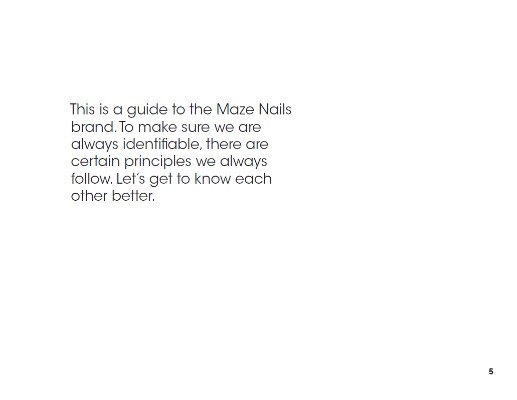 This is a guide to the Maze Nails
brand. To make sure we are
always identifiable, there are
certain principles we always
follow. Let's get to know each
other better.
5